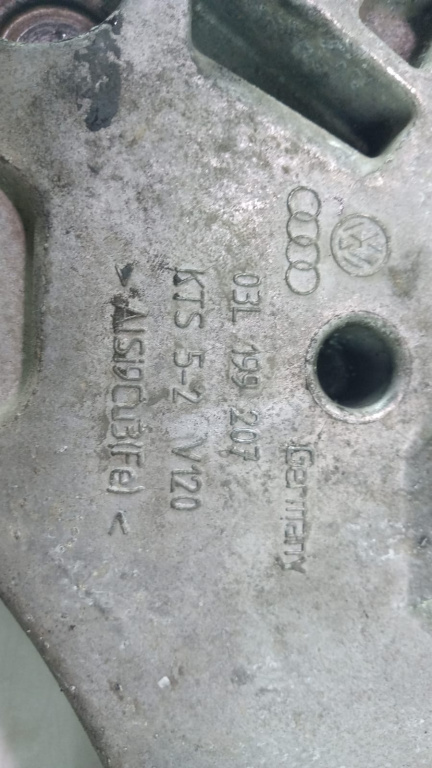 03L 199 207
KTS 5-2 V120
>AlSi9Cu3(Fe)<
Germany